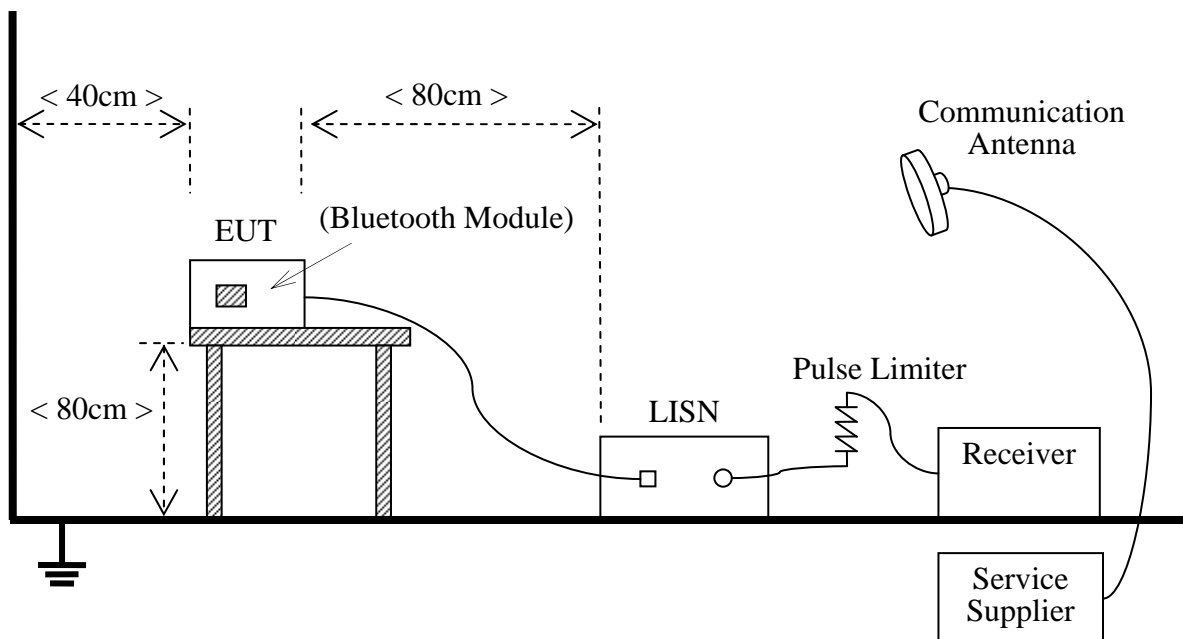 < 40cm >
< 80cm >
Communication
Antenna
EUT
(Bluetooth Module)
< 80cm >
Pulse Limiter
LISN
Receiver
Service
Supplier